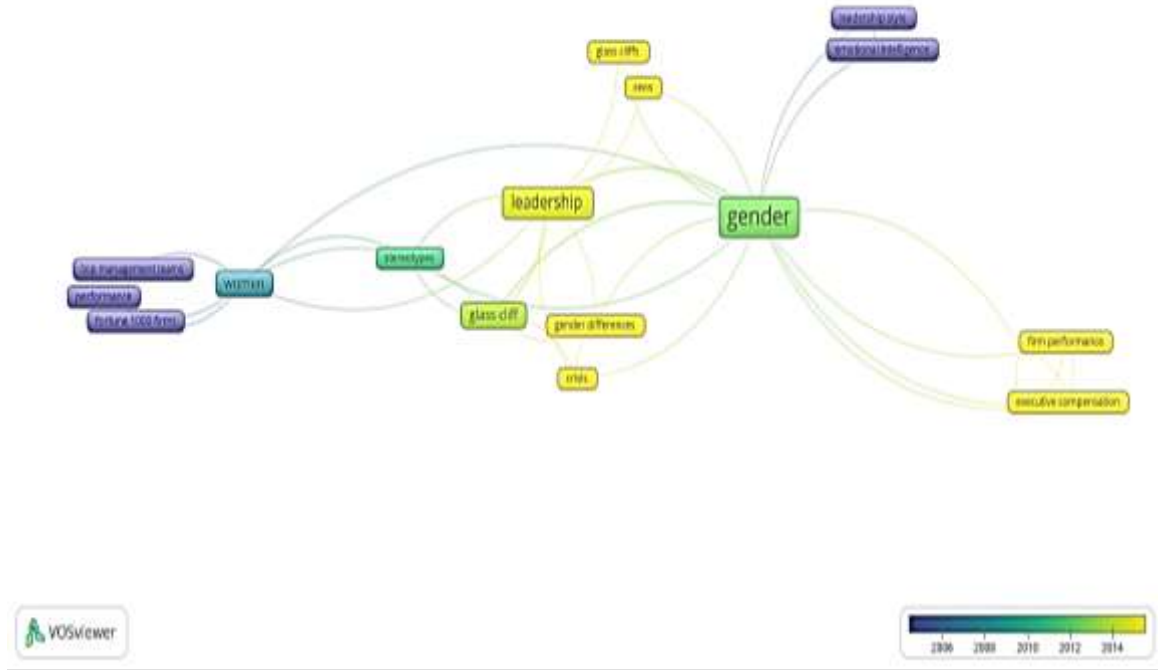 leadership style
emotional intelligence
glass cliffs
leadership
gender
stereotypes
top management teams
women
performance
fortune 1000 firms
glass cliff
gender differences
crisis
firm performance
executive compensation
VOSviewer
2006 2008 2010 2012 2014